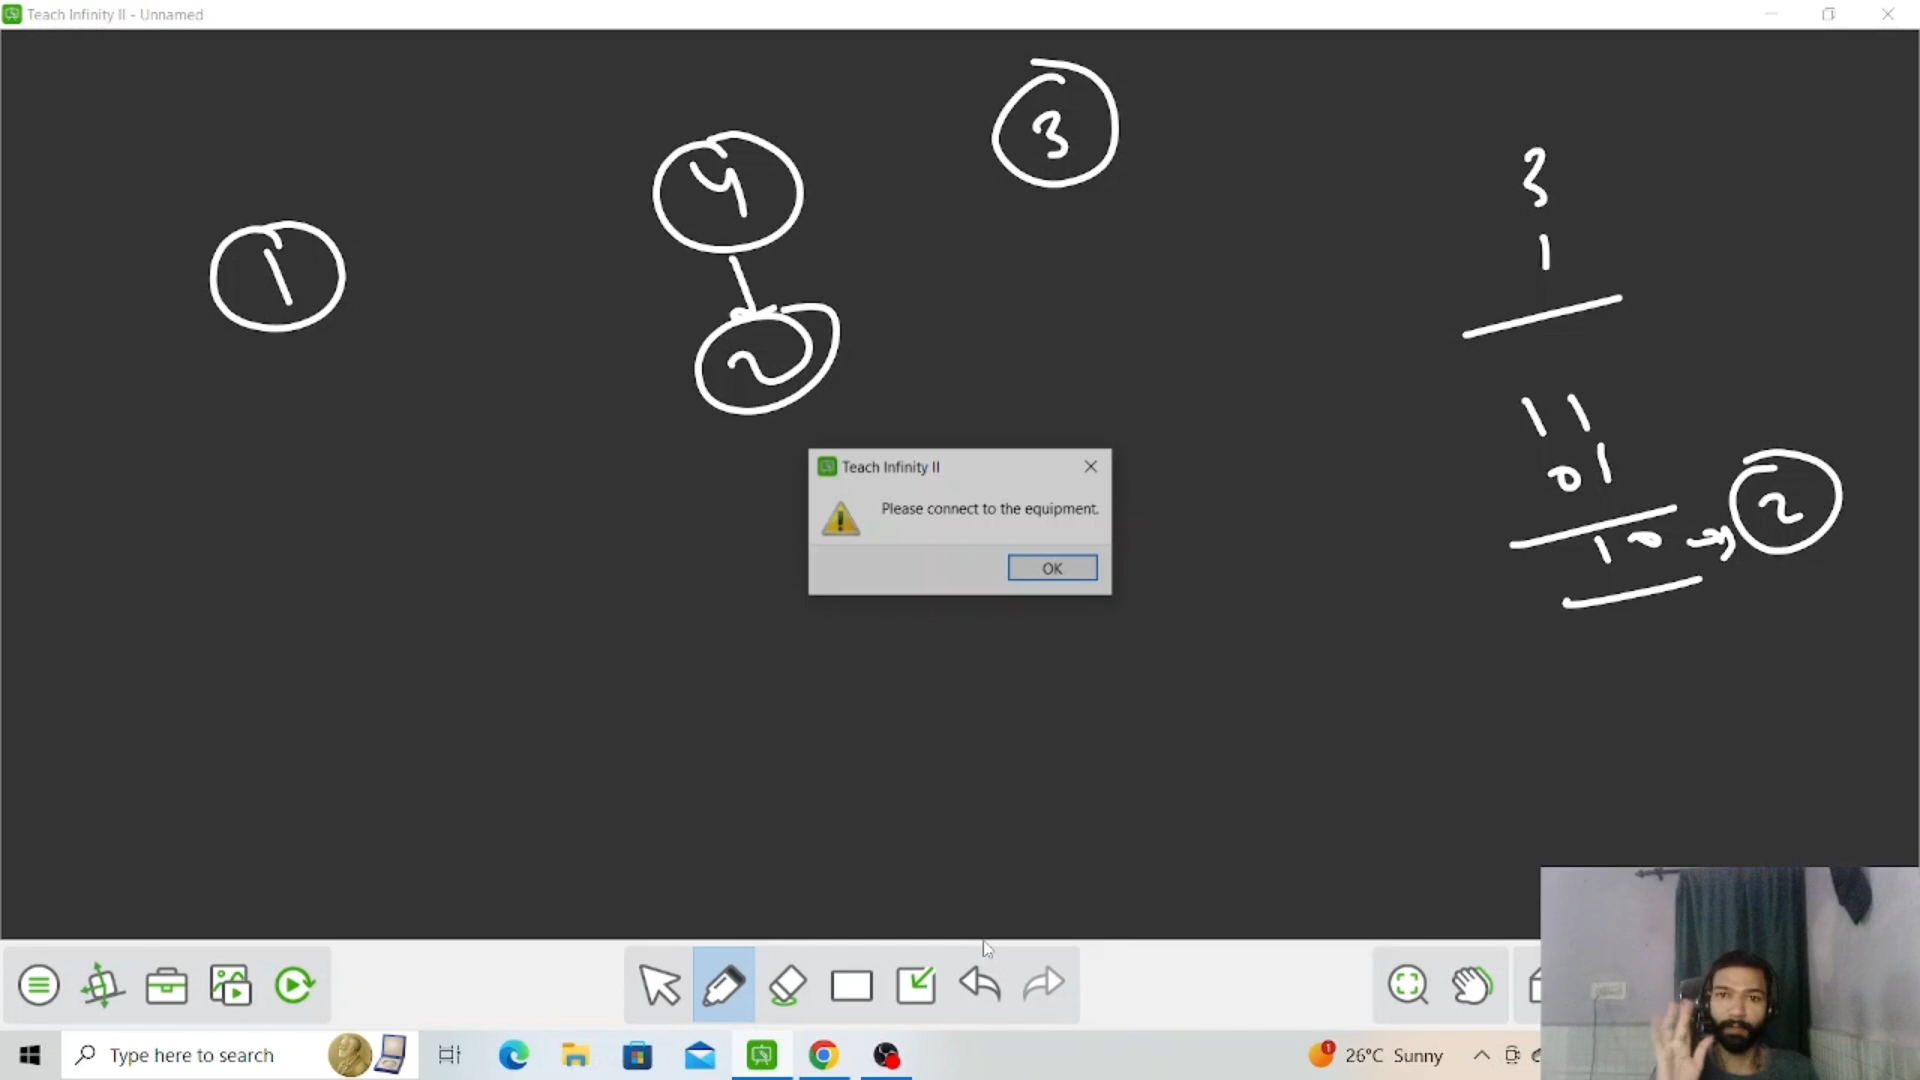 Teach Infinity II - Unnamed
3
4
1
2
3
1
11
01
10 → 2
Teach Infinity II
Please connect to the equipment.
OK
Type here to search
1
26°C Sunny